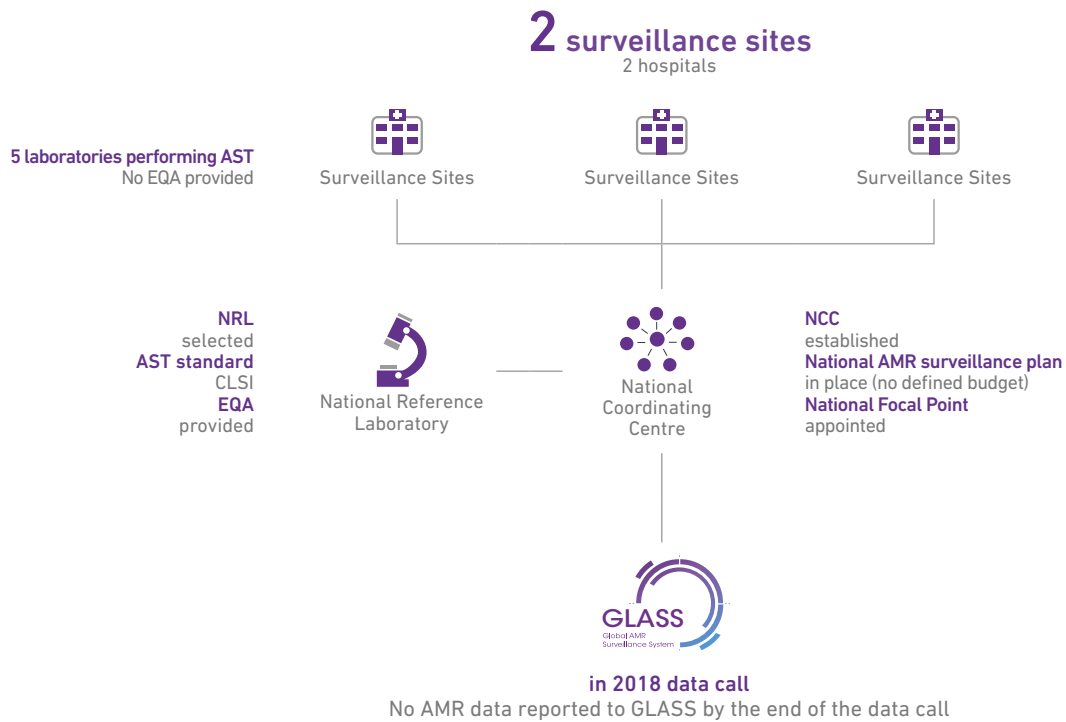 2 surveillance sites
2 hospitals
5 laboratories performing AST
No EQA provided
Surveillance Sites
Surveillance Sites
Surveillance Sites
NRL
selected
AST standard
CLSI
EQA
provided
National Reference
Laboratory
National
Coordinating
Centre
NCC
established
National AMR surveillance plan
in place (no defined budget)
National Focal Point
appointed
GLASS
Global AMR
Surveillance System
in 2018 data call
No AMR data reported to GLASS by the end of the data call